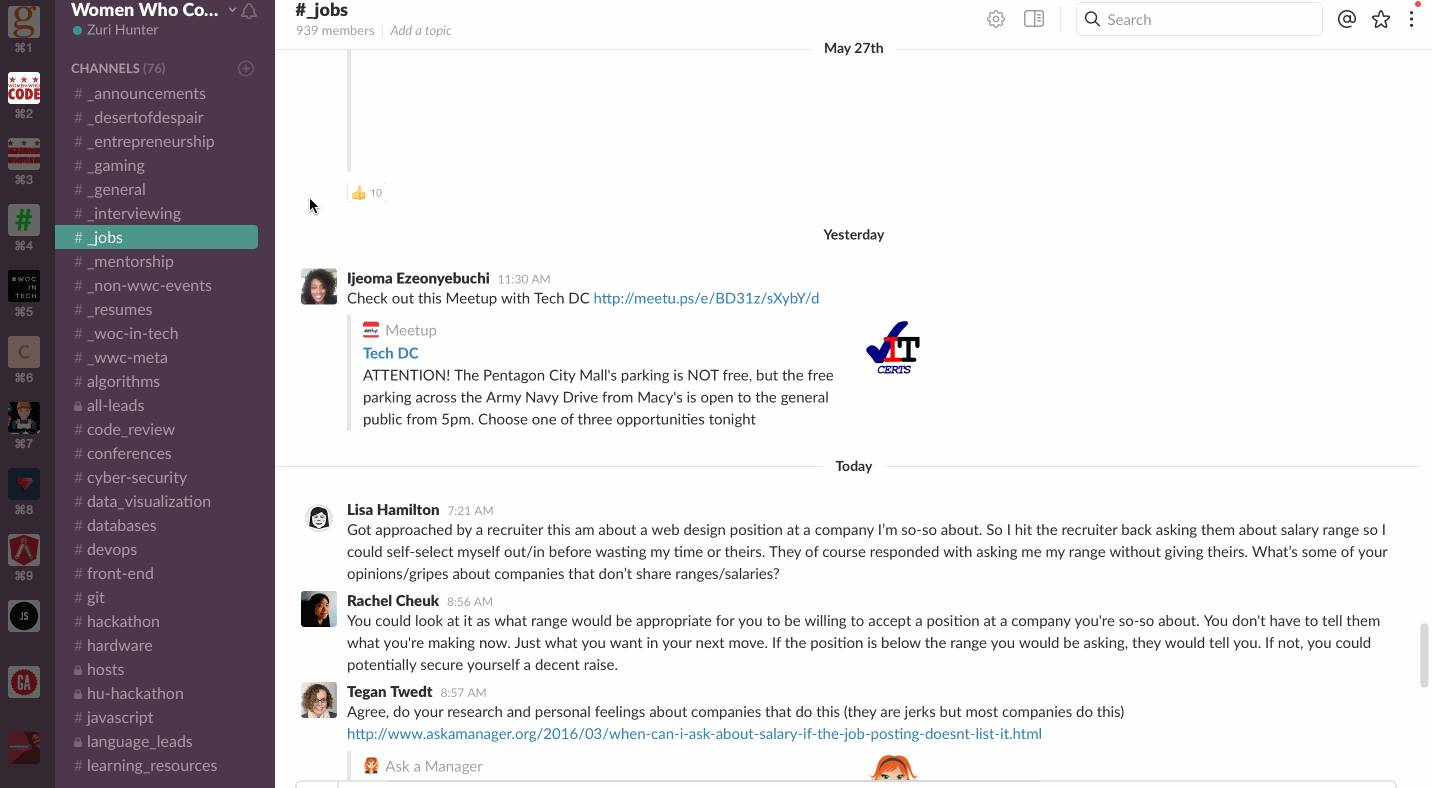 ⌘1
WOMEN WHO
CODE
⌘2
⌘3
#
⌘4
#WOC
IN
TECH
⌘5
C
⌘6
⌘7
⌘8
⌘9
JS
GA
Women Who Co...
Zuri Hunter
CHANNELS (76)
# _announcements
# _desertofdespair
# _entrepreneurship
# _gaming
# _general
# _interviewing
# _jobs
# _mentorship
# _non-wwc-events
# _resumes
# _woc-in-tech
# _wwc-meta
# algorithms
all-leads
# code_review
# conferences
# cyber-security
# data_visualization
# databases
# devops
# front-end
# git
# hackathon
# hardware
hosts
hu-hackathon
# javascript
language_leads
# learning_resources
#_jobs
939 members | Add a topic
Search
May 27th
10
Yesterday
Ijeoma Ezeonyebuchi 11:30 AM
Check out this Meetup with Tech DC http://meetu.ps/e/BD31z/sXybY/d
Meetup
Tech DC
ATTENTION! The Pentagon City Mall's parking is NOT free, but the free
parking across the Army Navy Drive from Macy's is open to the general
public from 5pm. Choose one of three opportunities tonight
IT
CERTS
Today
Lisa Hamilton 7:21 AM
Got approached by a recruiter this am about a web design position at a company I'm so-so about. So I hit the recruiter back asking them about salary range so I
could self-select myself out/in before wasting my time or theirs. They of course responded with asking me my range without giving theirs. What's some of your
opinions/gripes about companies that don't share ranges/salaries?
Rachel Cheuk 8:56 AM
You could look at it as what range would be appropriate for you to be willing to accept a position at a company you're so-so about. You don't have to tell them
what you're making now. Just what you want in your next move. If the position is below the range you would be asking, they would tell you. If not, you could
potentially secure yourself a decent raise.
Tegan Twedt 8:57 AM
Agree, do your research and personal feelings about companies that do this (they are jerks but most companies do this)
http://www.askamanager.org/2016/03/when-can-i-ask-about-salary-if-the-job-posting-doesnt-list-it.html
Ask a Manager